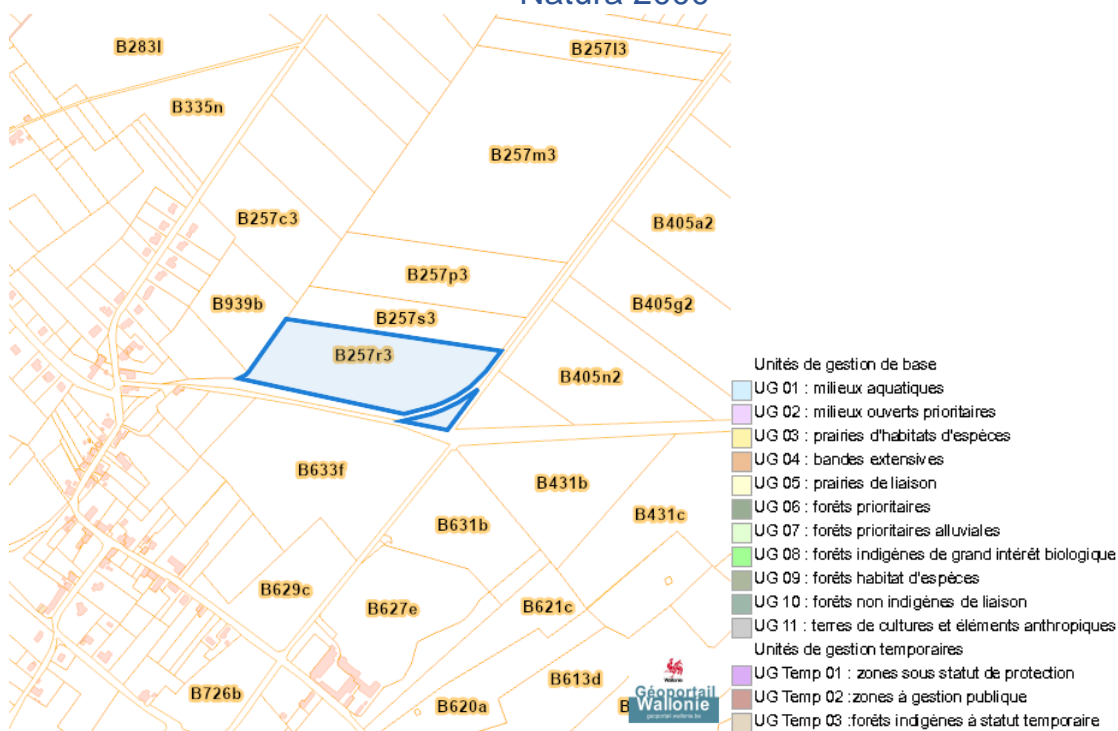 Natura 2000
B283l
B257l3
B335n
B257m3
B257c3
B405a2
B257p3
B939b
B405g2
B257s3
B257r3
B405n2
B633f
B431b
B631b
B431c
B629c
B627e
B621c
B726b
B613d
B620a
B
Wallonie
Géoportail
Wallonie
geoportail.wallonie.be
Unités de gestion de base
UG 01 : milieux aquatiques
UG 02 : milieux ouverts prioritaires
UG 03 : prairies d'habitats d'espèces
UG 04 : bandes extensives
UG 05 : prairies de liaison
UG 06 : forêts prioritaires
UG 07 : forêts prioritaires alluviales
UG 08 : forêts indigènes de grand intérêt biologique
UG 09 : forêts habitat d'espèces
UG 10 : forêts non indigènes de liaison
UG 11 : terres de cultures et éléments anthropiques
Unités de gestion temporaires
UG Temp 01 : zones sous statut de protection
UG Temp 02 :zones à gestion publique
UG Temp 03 :forêts indigènes à statut temporaire